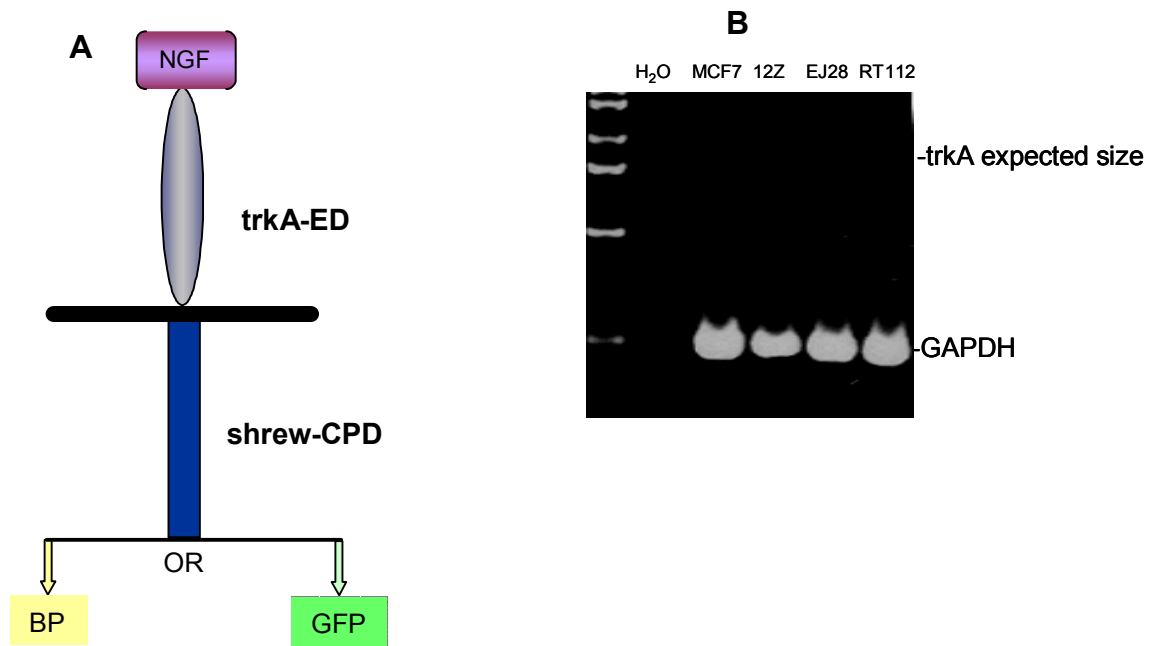 A
NGF
trkA-ED
shrew-CPD
OR
BP
GFP
B
H₂O MCF7 12Z EJ28 RT112
-trkA expected size
-GAPDH